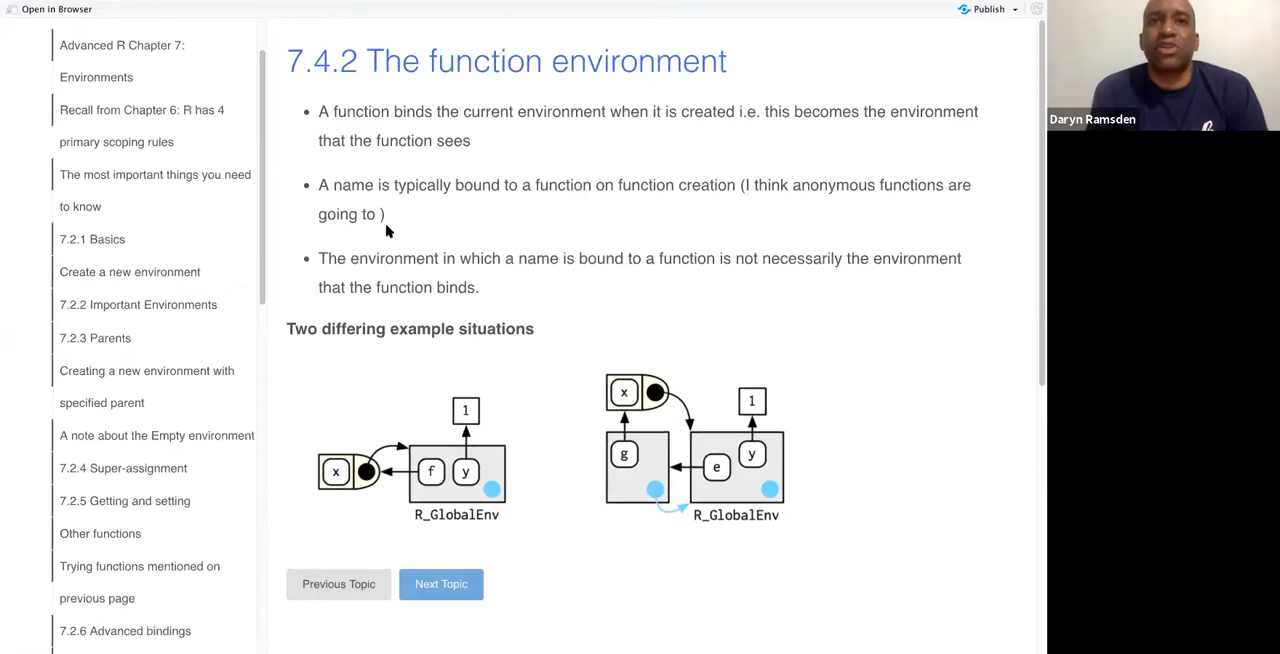 Open in Browser
Publish
Advanced R Chapter 7:
Environments
Recall from Chapter 6: R has 4
primary scoping rules
The most important things you need
to know
7.2.1 Basics
Create a new environment
7.2.2 Important Environments
7.2.3 Parents
Creating a new environment with
specified parent
A note about the Empty environment
7.2.4 Super-assignment
7.2.5 Getting and setting
Other functions
Trying functions mentioned on
previous page
7.2.6 Advanced bindings
7.4.2 The function environment
• A function binds the current environment when it is created i.e. this becomes the environment
that the function sees
• A name is typically bound to a function on function creation (I think anonymous functions are
going to )
• The environment in which a name is bound to a function is not necessarily the environment
that the function binds.
Two differing example situations
1
x f y
R_GlobalEnv
x 1
g e y
R_GlobalEnv
Previous Topic Next Topic
Daryn Ramsden